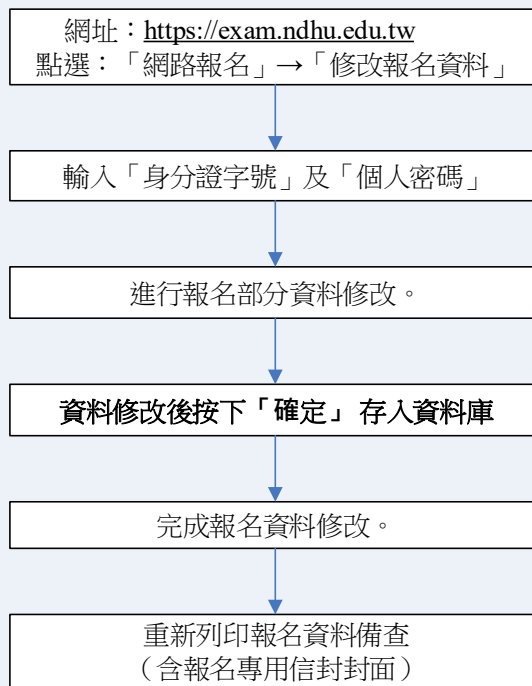 網址：https://exam.ndhu.edu.tw
點選：「網路報名」→「修改報名資料」
輸入「身分證字號」及「個人密碼」
進行報名部分資料修改。
資料修改後按下「確定」 存入資料庫
完成報名資料修改。
重新列印報名資料備查
（含報名專用信封封面）